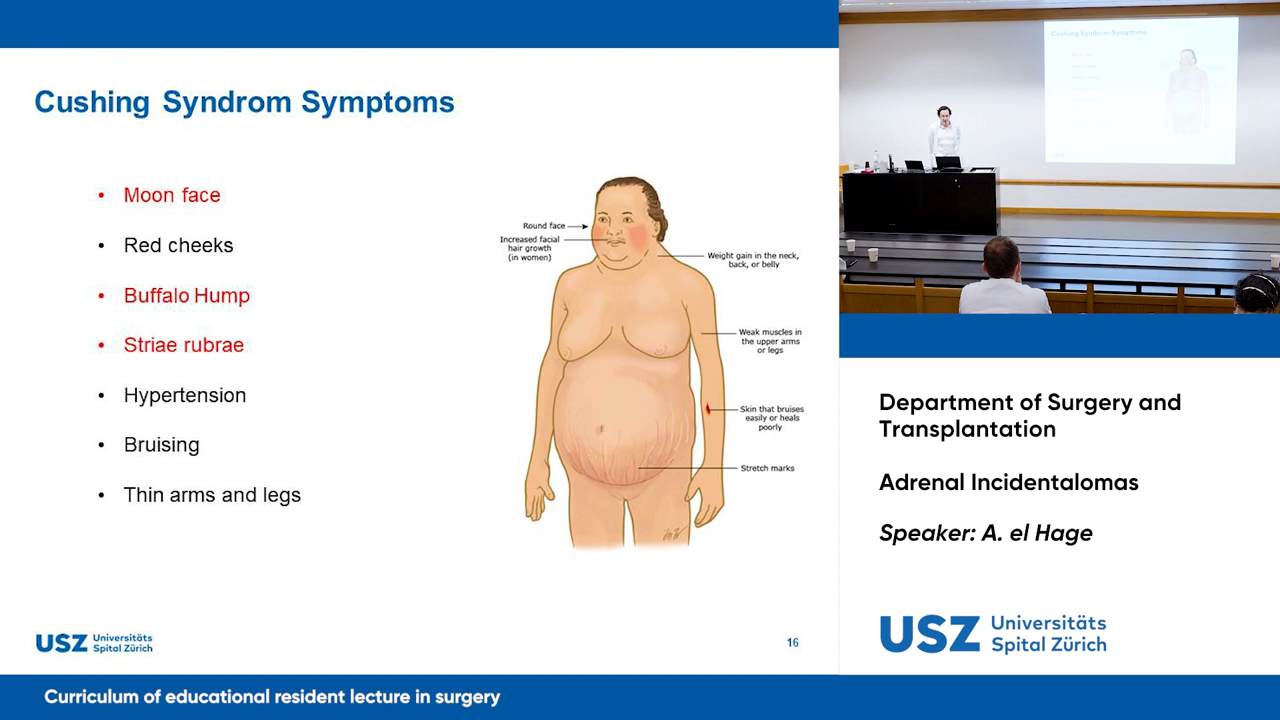 Cushing Syndrom Symptoms
• Moon face
• Red cheeks
• Buffalo Hump
• Striae rubrae
• Hypertension
• Bruising
• Thin arms and legs
Round face
Increased facial
hair growth
(in women)
Weight gain in the neck,
back, or belly
Weak muscles in
the upper arms
or legs
Skin that bruises
easily or heals
poorly
Stretch marks
USZ Universitäts
Spital Zürich
16
Cushing Syndrom Symptoms
USZ
Department of Surgery and
Transplantation
Adrenal Incidentalomas
Speaker: A. el Hage
USZ Universitäts
Spital Zürich
Curriculum of educational resident lecture in surgery